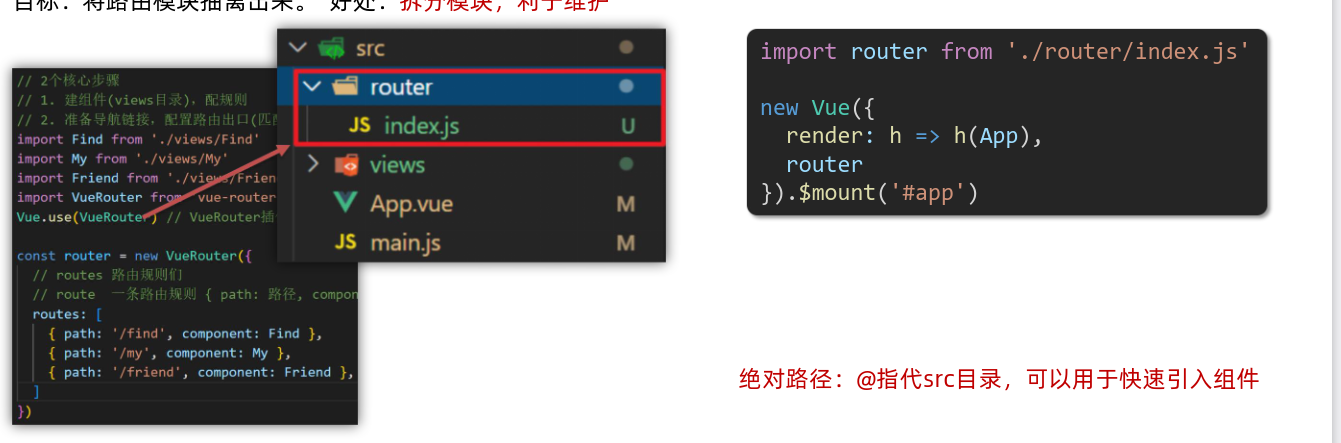 目标：将路由模块抽离出来。 好处：拆分模块，利于维护
// 2个核心步骤
// 1. 建组件(views目录)，配规则
// 2. 准备导航链接，配置路由出口(匹配
import Find from './views/Find'
import My from './views/My'
import Friend from './views/Frien
import VueRouter from 'vue-router
Vue.use(VueRouter) // VueRouter插
const router = new VueRouter({
// routes 路由规则们
// route 一条路由规则 { path: 路径, compon
routes: [
{ path: '/find', component: Find },
{ path: '/my', component: My },
{ path: '/friend', component: Friend },
]
})
src
router
JS index.js U
views
App.vue M
JS main.js M
import router from './router/index.js'
new Vue({
render: h => h(App),
router
}).$mount('#app')
绝对路径：@指代src目录，可以用于快速引入组件